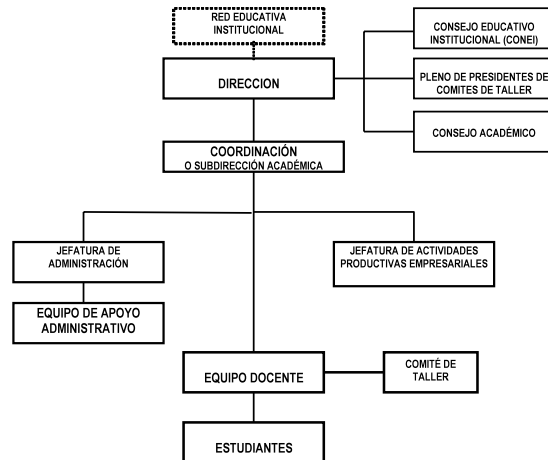 RED EDUCATIVA
INSTITUCIONAL
CONSEJO EDUCATIVO
INSTITUCIONAL (CONEI)
DIRECCION
PLENO DE PRESIDENTES DE
COMITES DE TALLER
CONSEJO ACADÉMICO
COORDINACIÓN
O SUBDIRECCIÓN ACADÉMICA
JEFATURA DE
ADMINISTRACIÓN
JEFATURA DE ACTIVIDADES
PRODUCTIVAS EMPRESARIALES
EQUIPO DE APOYO
ADMINISTRATIVO
EQUIPO DOCENTE
COMITÉ DE
TALLER
ESTUDIANTES